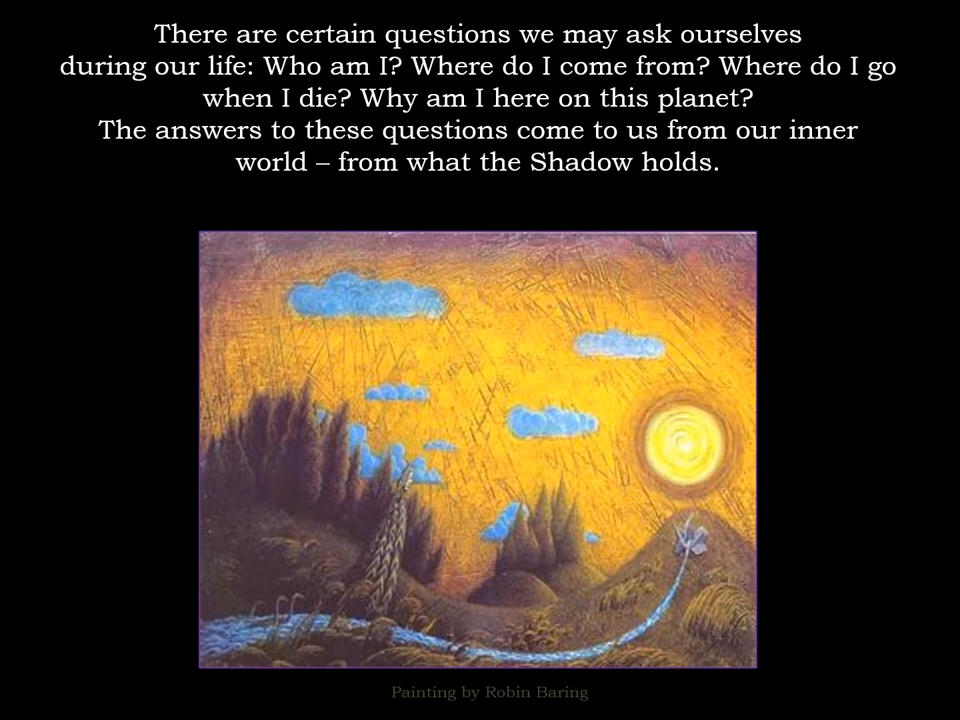 There are certain questions we may ask ourselves
during our life: Who am I? Where do I come from? Where do I go
when I die? Why am I here on this planet?
The answers to these questions come to us from our inner
world – from what the Shadow holds.
Painting by Robin Baring